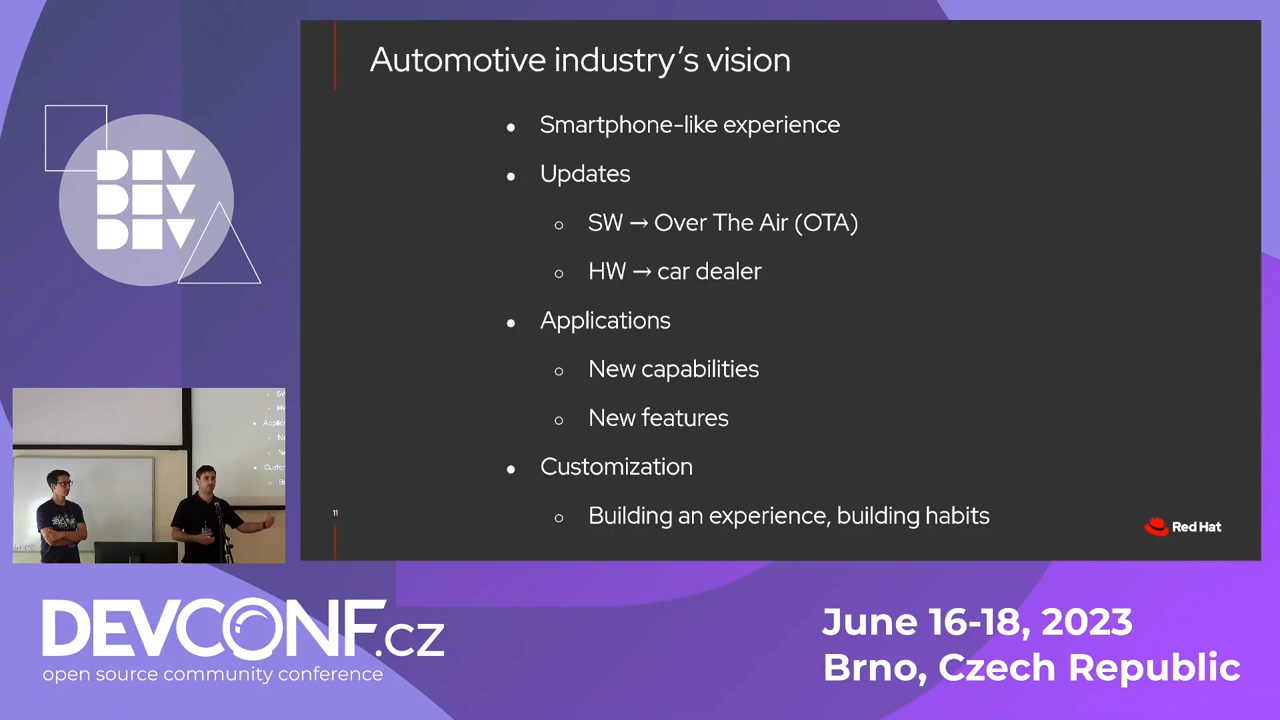 Automotive industry's vision
● Smartphone-like experience
● Updates
○ SW → Over The Air (OTA)
○ HW → car dealer
● Applications
○ New capabilities
○ New features
● Customization
○ Building an experience, building habits
11
Red Hat
DEV
DEV
DEV
DEVCONF.cz
open source community conference
June 16-18, 2023
Brno, Czech Republic